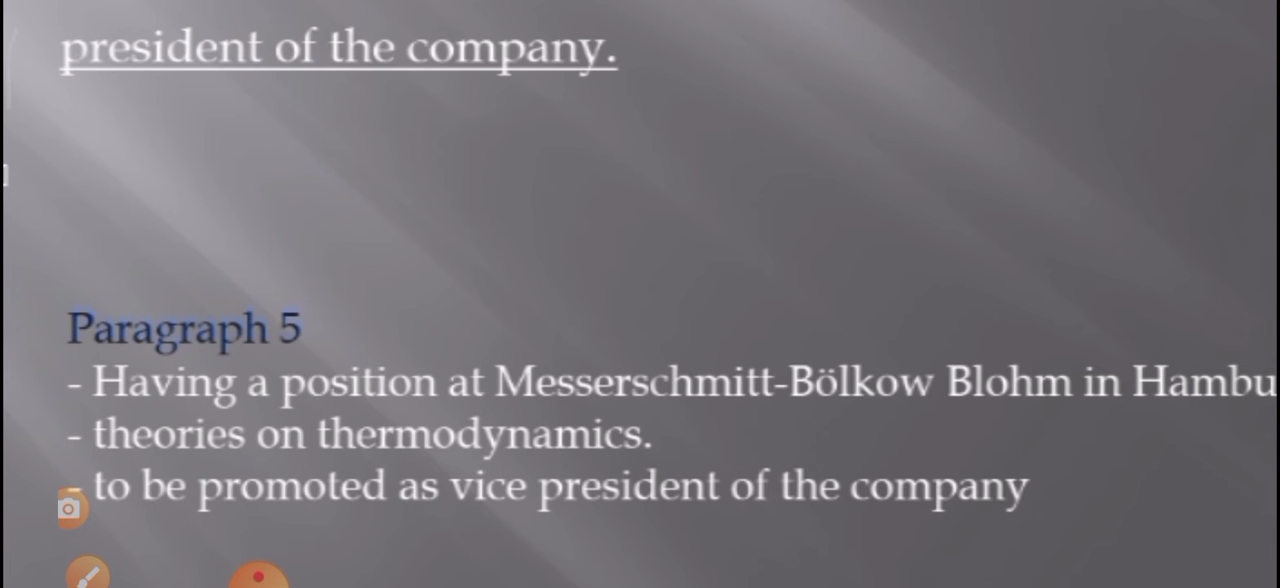 president of the company.
Paragraph 5
- Having a position at Messerschmitt-Bölkow Blohm in Hambu
- theories on thermodynamics.
- to be promoted as vice president of the company